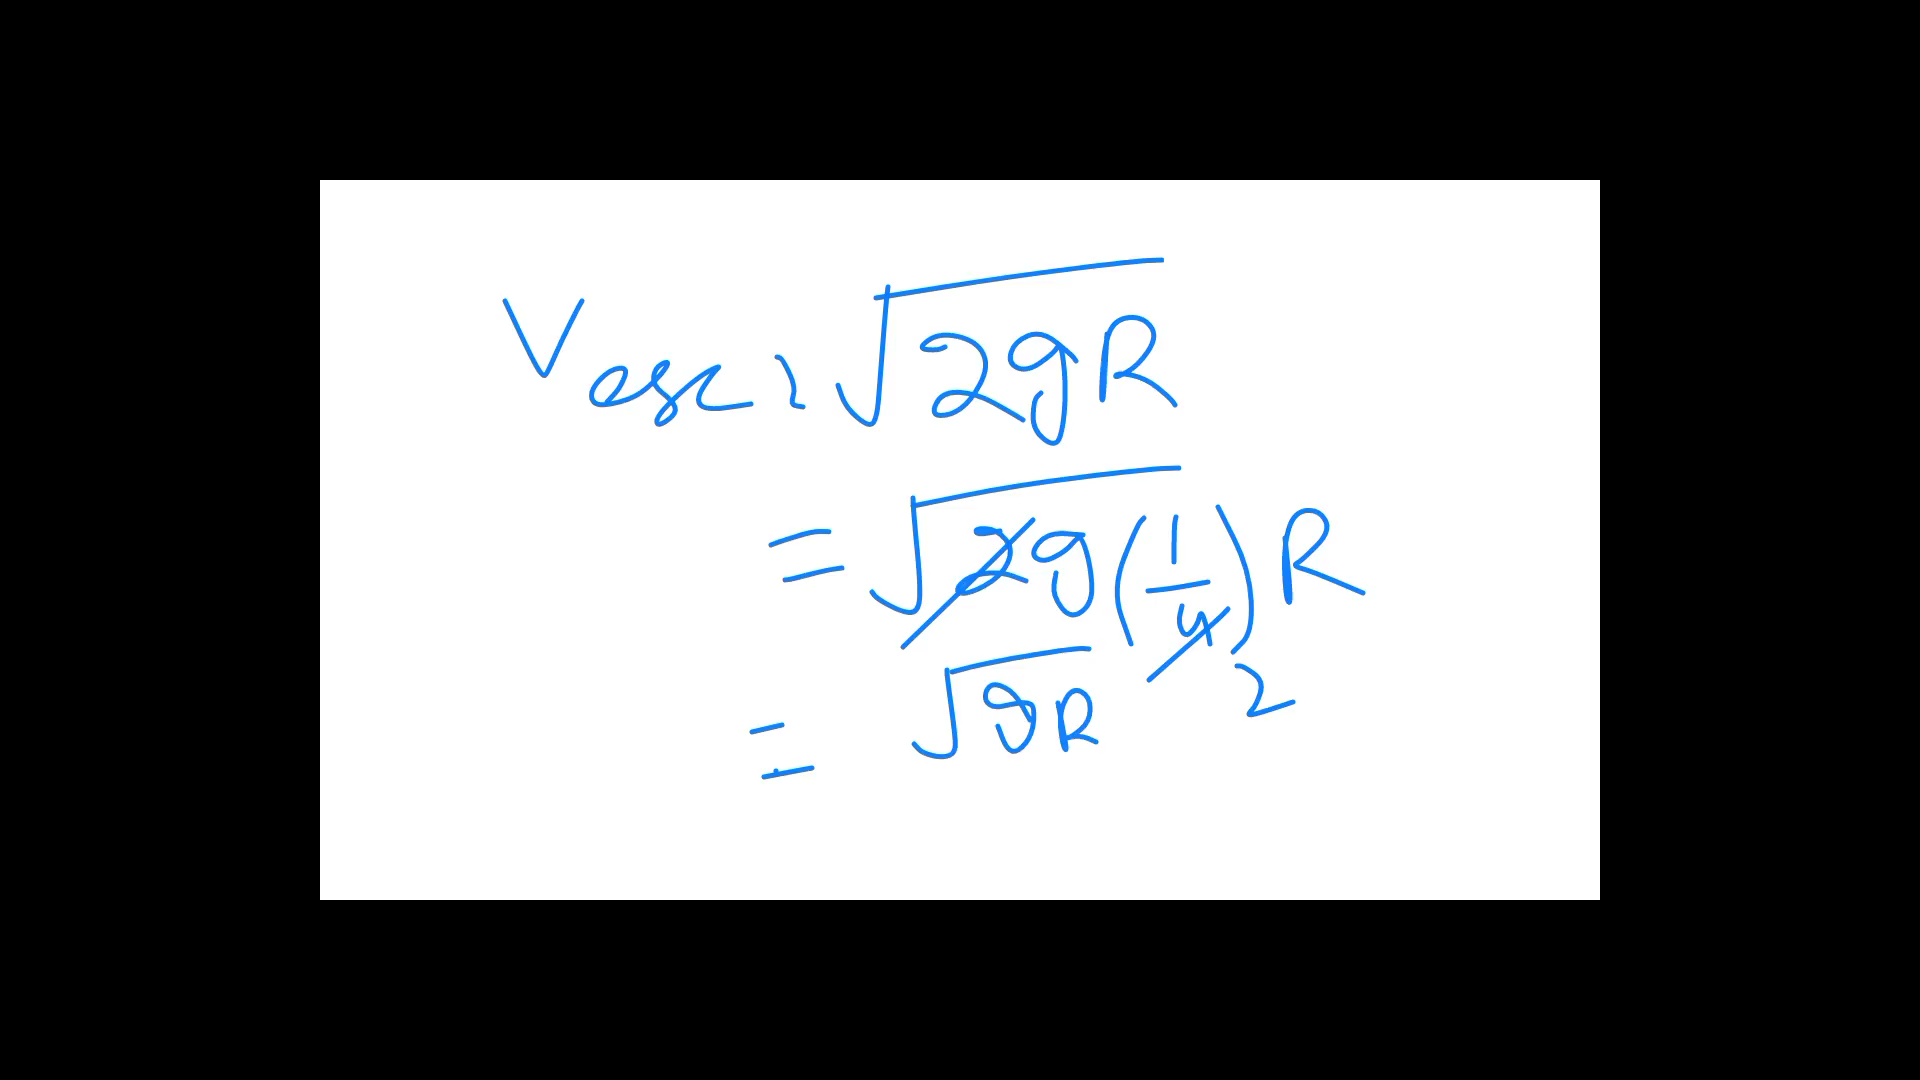 Vesc = √2gR
= √2g(1/4)R
2
= √gR